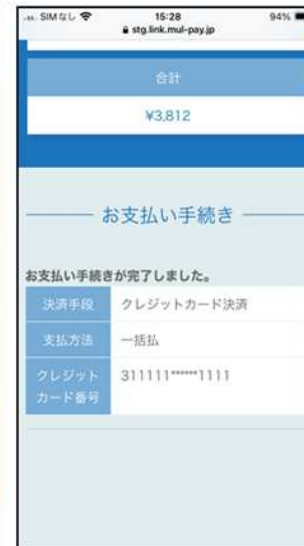 SIMなし 15:28 94%
stg.link.mul-pay.jp
合計
¥3,812
お支払い手続き
お支払い手続きが完了しました。
決済手段 クレジットカード決済
支払方法 一括払
クレジット
カード番号 311111******1111